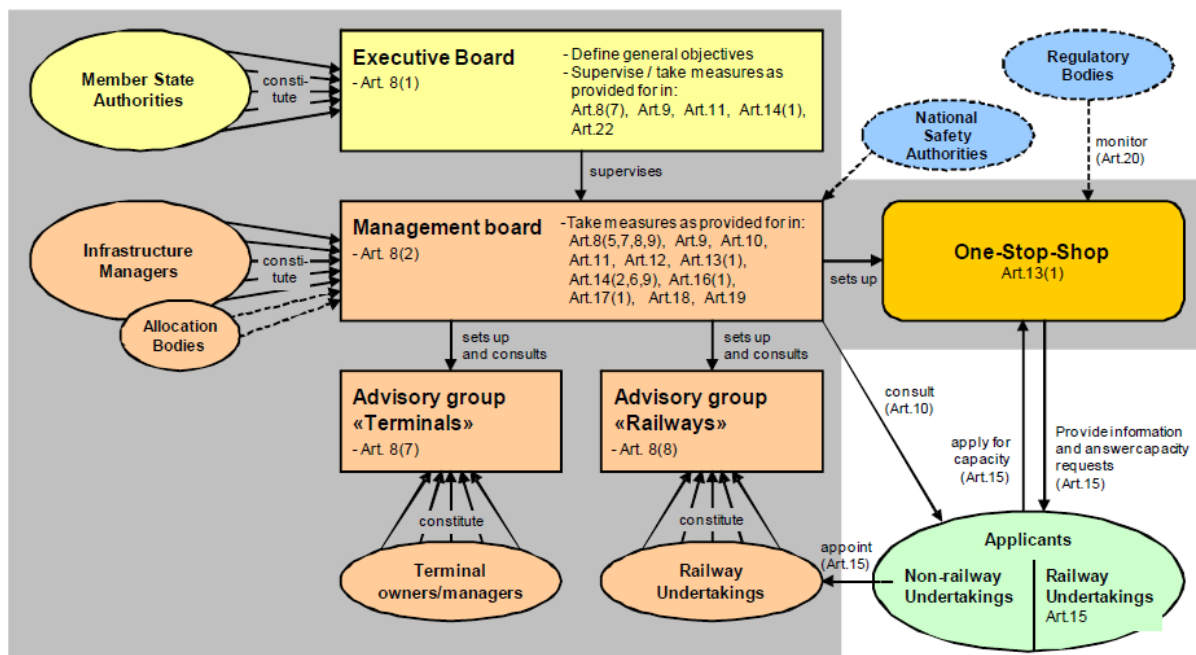 Member State
Authorities
consti-
tute
Executive Board
- Art. 8(1)
- Define general objectives
- Supervise / take measures as
provided for in:
Art.8(7), Art.9, Art.11, Art.14(1),
Art.22
Regulatory
Bodies
National
Safety
Authorities
monitor
(Art.20)
supervises
Infrastructure
Managers
consti-
tute
Allocation
Bodies
Management board
- Art. 8(2)
-Take measures as provided for in:
Art.8(5,7,8,9), Art.9, Art.10,
Art.11, Art.12, Art.13(1),
Art.14(2,6,9), Art.16(1),
Art.17(1), Art.18, Art.19
sets up
One-Stop-Shop
Art.13(1)
sets up
and consults
sets up
and consults
Advisory group
«Terminals»
- Art. 8(7)
Advisory group
«Railways»
- Art. 8(8)
consult
(Art.10)
apply for
capacity
(Art.15)
Provide information
and answer capacity
requests
(Art.15)
constitute
constitute
Terminal
owners/managers
Railway
Undertakings
appoint
(Art.15)
Applicants
Non-railway
Undertakings
Railway
Undertakings
Art.15